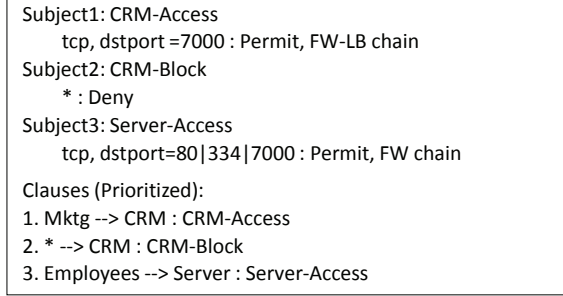 Subject1: CRM-Access
tcp, dstport =7000 : Permit, FW-LB chain
Subject2: CRM-Block
* : Deny
Subject3: Server-Access
tcp, dstport=80|334|7000 : Permit, FW chain
Clauses (Prioritized):
1. Mktg --> CRM : CRM-Access
2. * --> CRM : CRM-Block
3. Employees --> Server : Server-Access